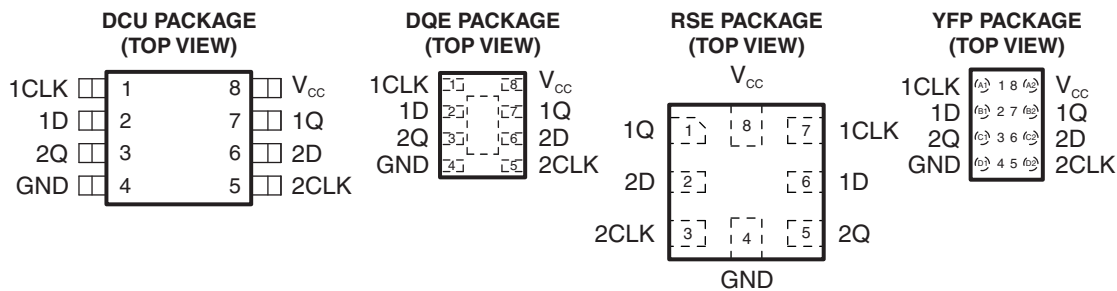 DCU PACKAGE
(TOP VIEW)
1CLK 1 8 VCC
1D 2 7 1Q
2Q 3 6 2D
GND 4 5 2CLK
DQE PACKAGE
(TOP VIEW)
1CLK 1 8 VCC
1D 2 7 1Q
2Q 3 6 2D
GND 4 5 2CLK
RSE PACKAGE
(TOP VIEW)
VCC
1Q 1 8 7 1CLK
2D 2 6 1D
2CLK 3 4 5 2Q
GND
YFP PACKAGE
(TOP VIEW)
1CLK A1 1 8 A2 VCC
1D B1 2 7 B2 1Q
2Q C1 3 6 C2 2D
GND D1 4 5 D2 2CLK